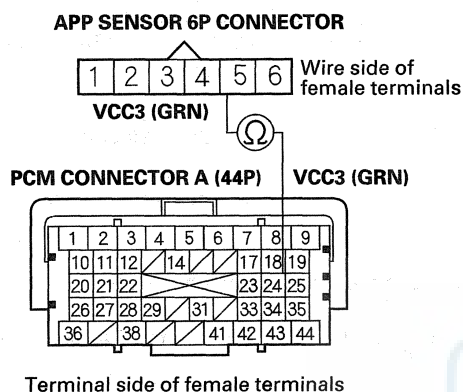 APP SENSOR 6P CONNECTOR
1 2 3 4 5 6
Wire side of
female terminals
VCC3 (GRN)
Ω
PCM CONNECTOR A (44P)
VCC3 (GRN)
1 2 3 4 5 6 7 8 9
10 11 12 14 17 18 19
20 21 22 23 24 25
26 27 28 29 31 33 34 35
36 38 41 42 43 44
Terminal side of female terminals